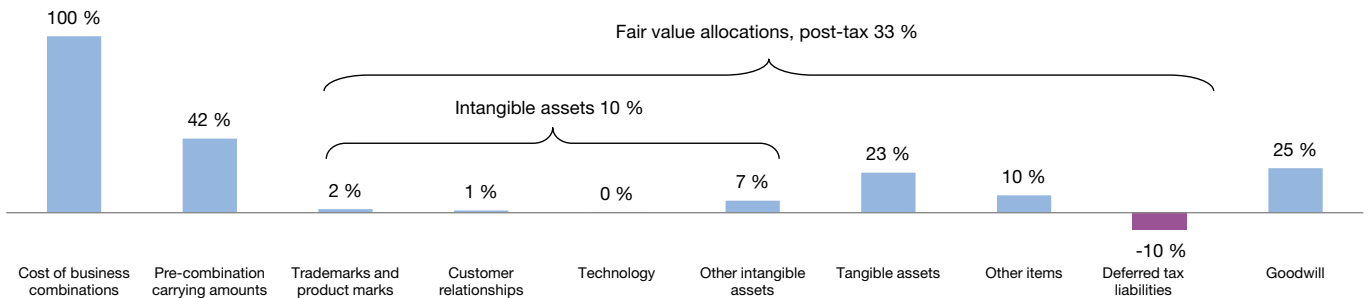 100 %
Fair value allocations, post-tax 33 %
Intangible assets 10 %
42 %
2 %
1 %
0 %
7 %
23 %
10 %
-10 %
25 %
Cost of business
combinations
Pre-combination
carrying amounts
Trademarks and
product marks
Customer
relationships
Technology
Other intangible
assets
Tangible assets
Other items
Deferred tax
liabilities
Goodwill